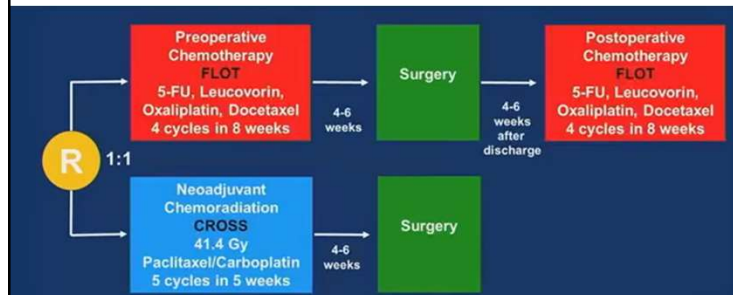 Preoperative
Chemotherapy
FLOT
5-FU, Leucovorin,
Oxaliplatin, Docetaxel
4 cycles in 8 weeks
4-6
weeks
Surgery
4-6
weeks
after
discharge
Postoperative
Chemotherapy
FLOT
5-FU, Leucovorin,
Oxaliplatin, Docetaxel
4 cycles in 8 weeks
R
1:1
Neoadjuvant
Chemoradiation
CROSS
41.4 Gy
Paclitaxel/Carboplatin
5 cycles in 5 weeks
4-6
weeks
Surgery